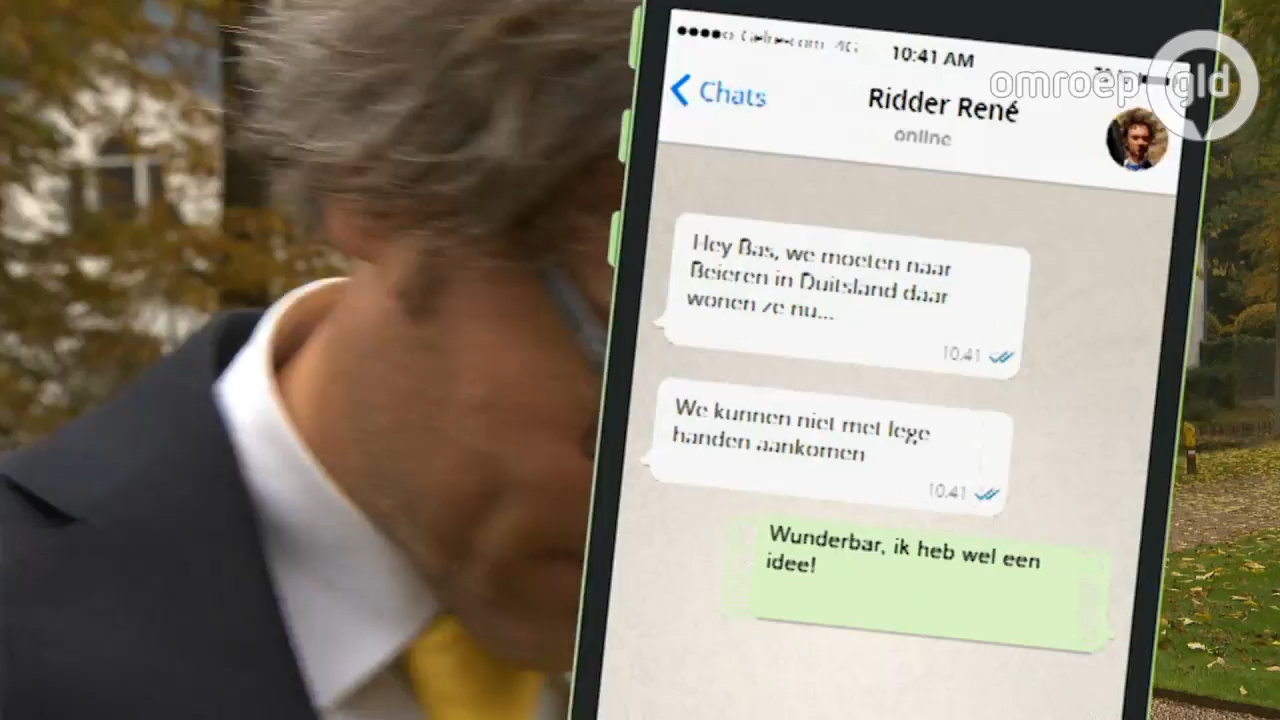 10:41 AM
omroep gld
Chats
Ridder René
online
Hey Bas, we moeten naar
Beieren in Duitsland daar
wonen ze nu...
10.41
We kunnen niet met lege
handen aankomen
10.41
Wunderbar, ik heb wel een
idee!